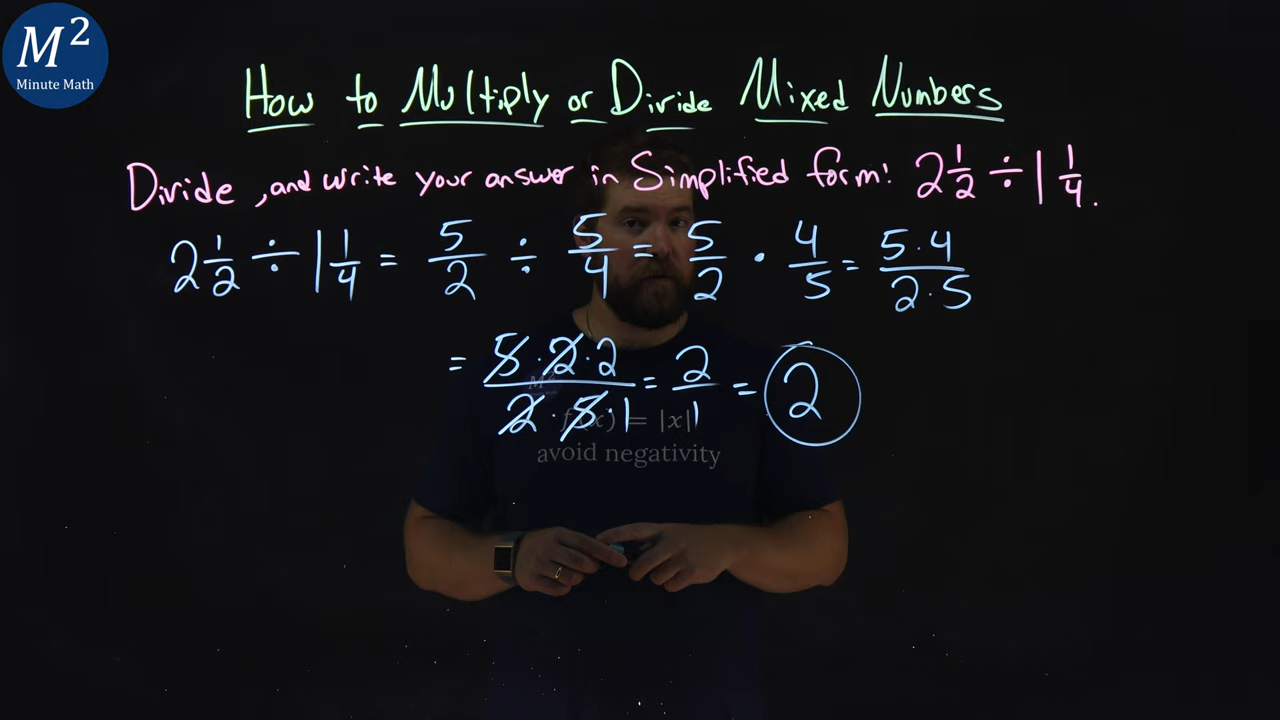 M²
Minute Math
How to Multiply or Divide Mixed Numbers
Divide, and write your answer in simplified form: 2 1/2 ÷ 1 1/4.
2 1/2 ÷ 1 1/4 = 5/2 ÷ 5/4 = 5/2 · 4/5 = 5·4/2·5
= 5·2·2/2·5·1 = 2/1 = 2
M²
f(x) = |x|
avoid negativity